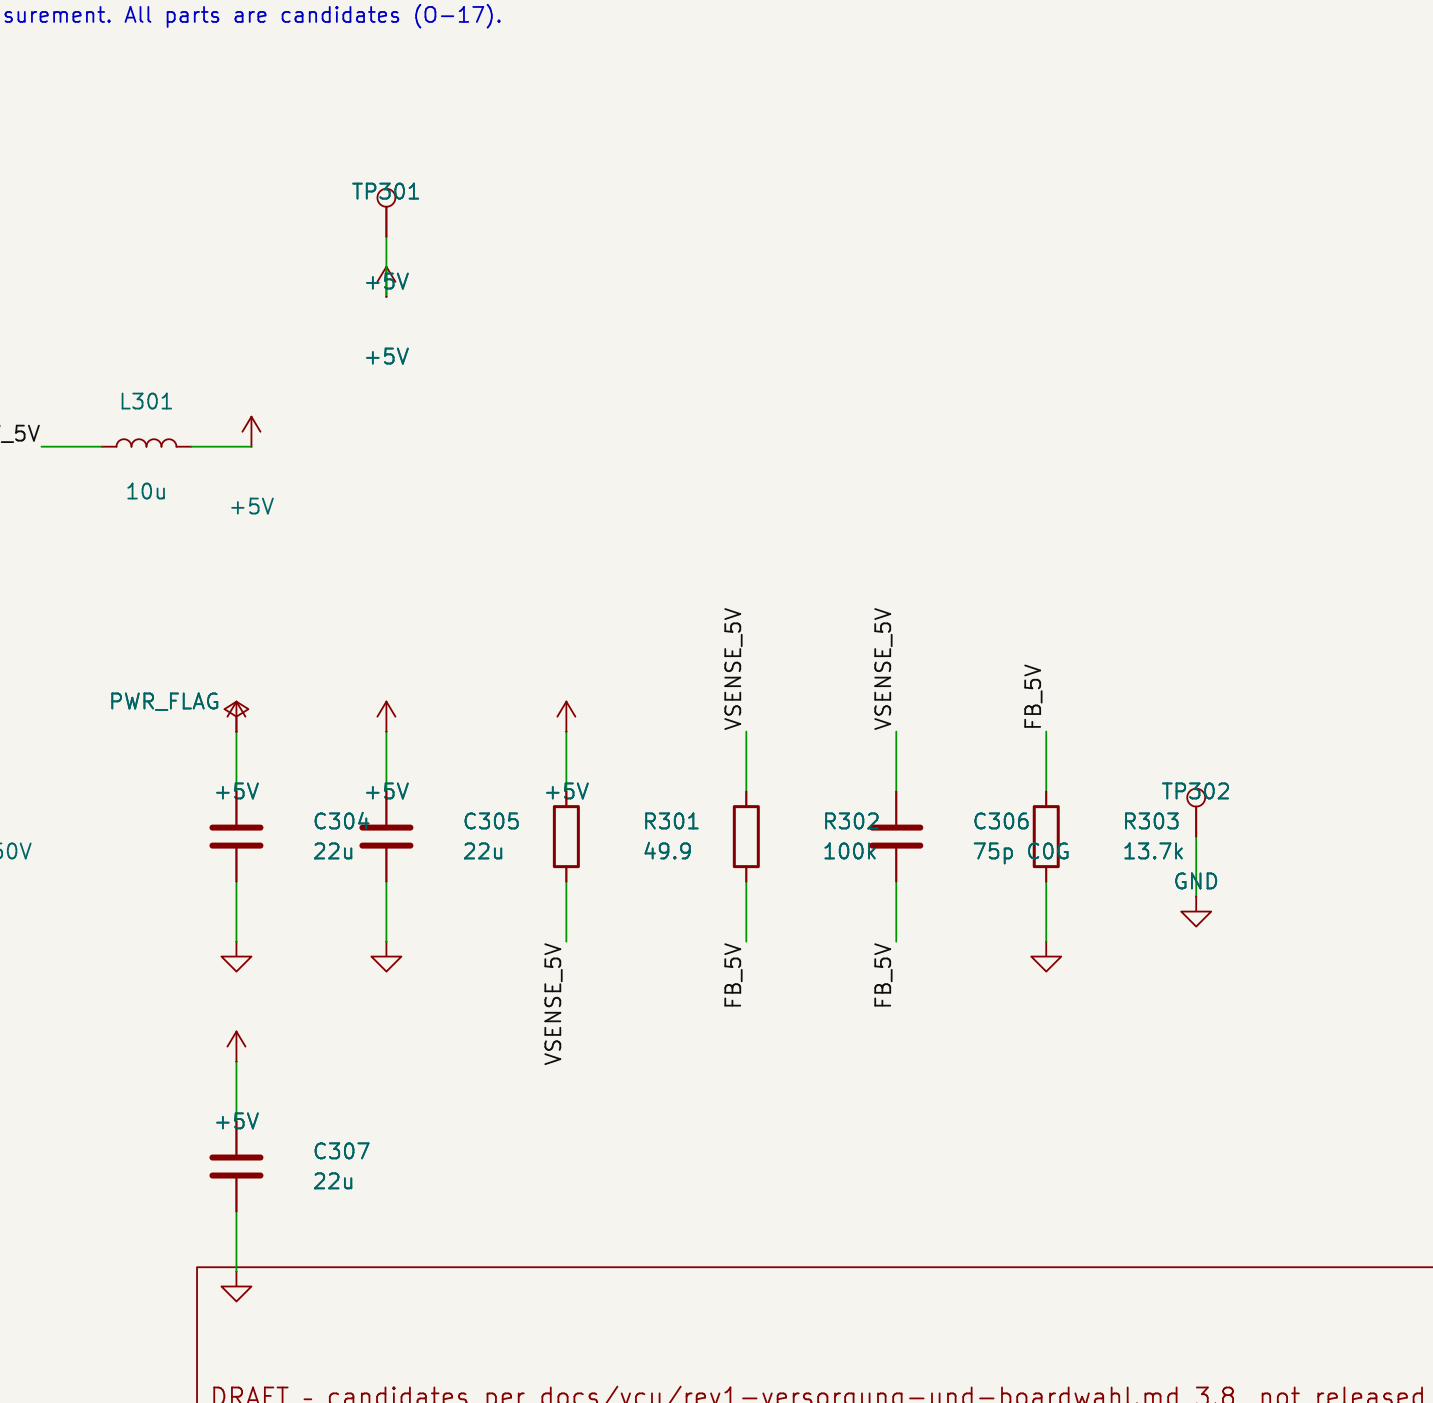 surement. All parts are candidates (O-17).
TP301
+5V
+5V
L301
_5V
10u
+5V
VSENSE_5V
VSENSE_5V
FB_5V
PWR_FLAG
+5V
+5V
+5V
TP302
C304
C305
R301
R302
C306
R303
22u
22u
49.9
100k
75p C0G
13.7k
50V
GND
VSENSE_5V
FB_5V
FB_5V
+5V
C307
22u
DRAFT - candidates per docs/vcu/rev1-versorgung-und-boardwahl.md 3.8, not released